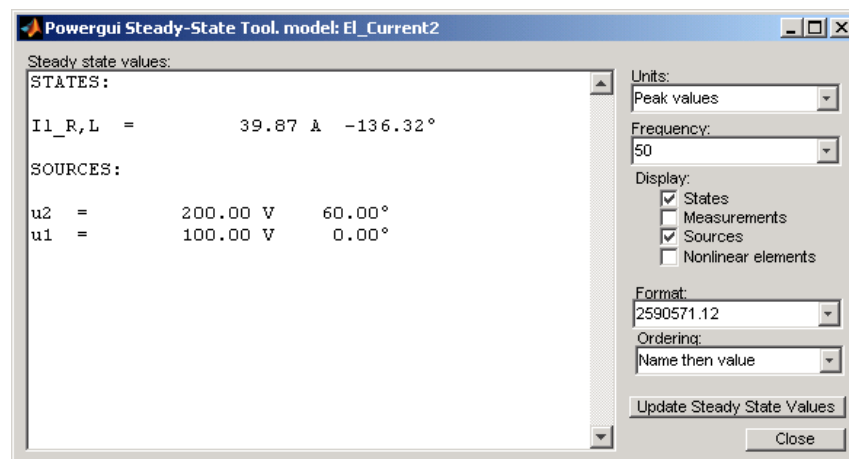 Powergui Steady-State Tool. model: El_Current2
Steady state values:
STATES:
I1_R,L = 39.87 A -136.32°
SOURCES:
u2 = 200.00 V 60.00°
u1 = 100.00 V 0.00°
Units:
Peak values
Frequency:
50
Display:
States
Measurements
Sources
Nonlinear elements
Format:
2590571.12
Ordering:
Name then value
Update Steady State Values
Close